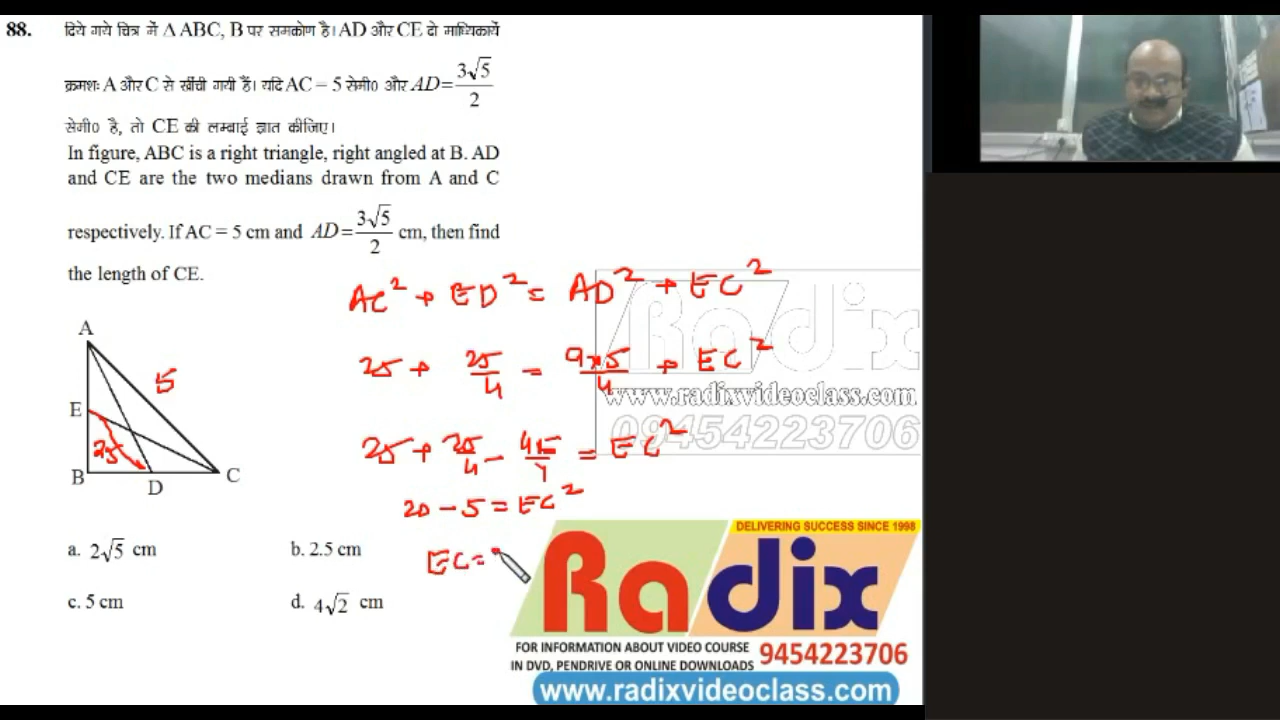 88. दिये गये चित्र में Δ ABC, B पर समकोण है। AD और CE दो माध्यिकायें
क्रमशः A और C से खींची गयी हैं। यदि AC = 5 सेमी० और AD = 3√5/2
सेमी० है, तो CE की लम्बाई ज्ञात कीजिए।
In figure, ABC is a right triangle, right angled at B. AD
and CE are the two medians drawn from A and C
respectively. If AC = 5 cm and AD = 3√5/2 cm, then find
the length of CE.
AC² + ED² = AD² + EC²
25 + 25/4 = 9×5/4 + EC²
25 + 25/4 - 45/4 = EC²
EC²
EC=
A
5
E
B
D
C
a. 2√5 cm
b. 2.5 cm
c. 5 cm
d. 4√2 cm
Radix
www.radixvideoclass.com
09454223706
DELIVERING SUCCESS SINCE 1998
Radix
FOR INFORMATION ABOUT VIDEO COURSE
IN DVD, PENDRIVE OR ONLINE DOWNLOADS
9454223706
www.radixvideoclass.com